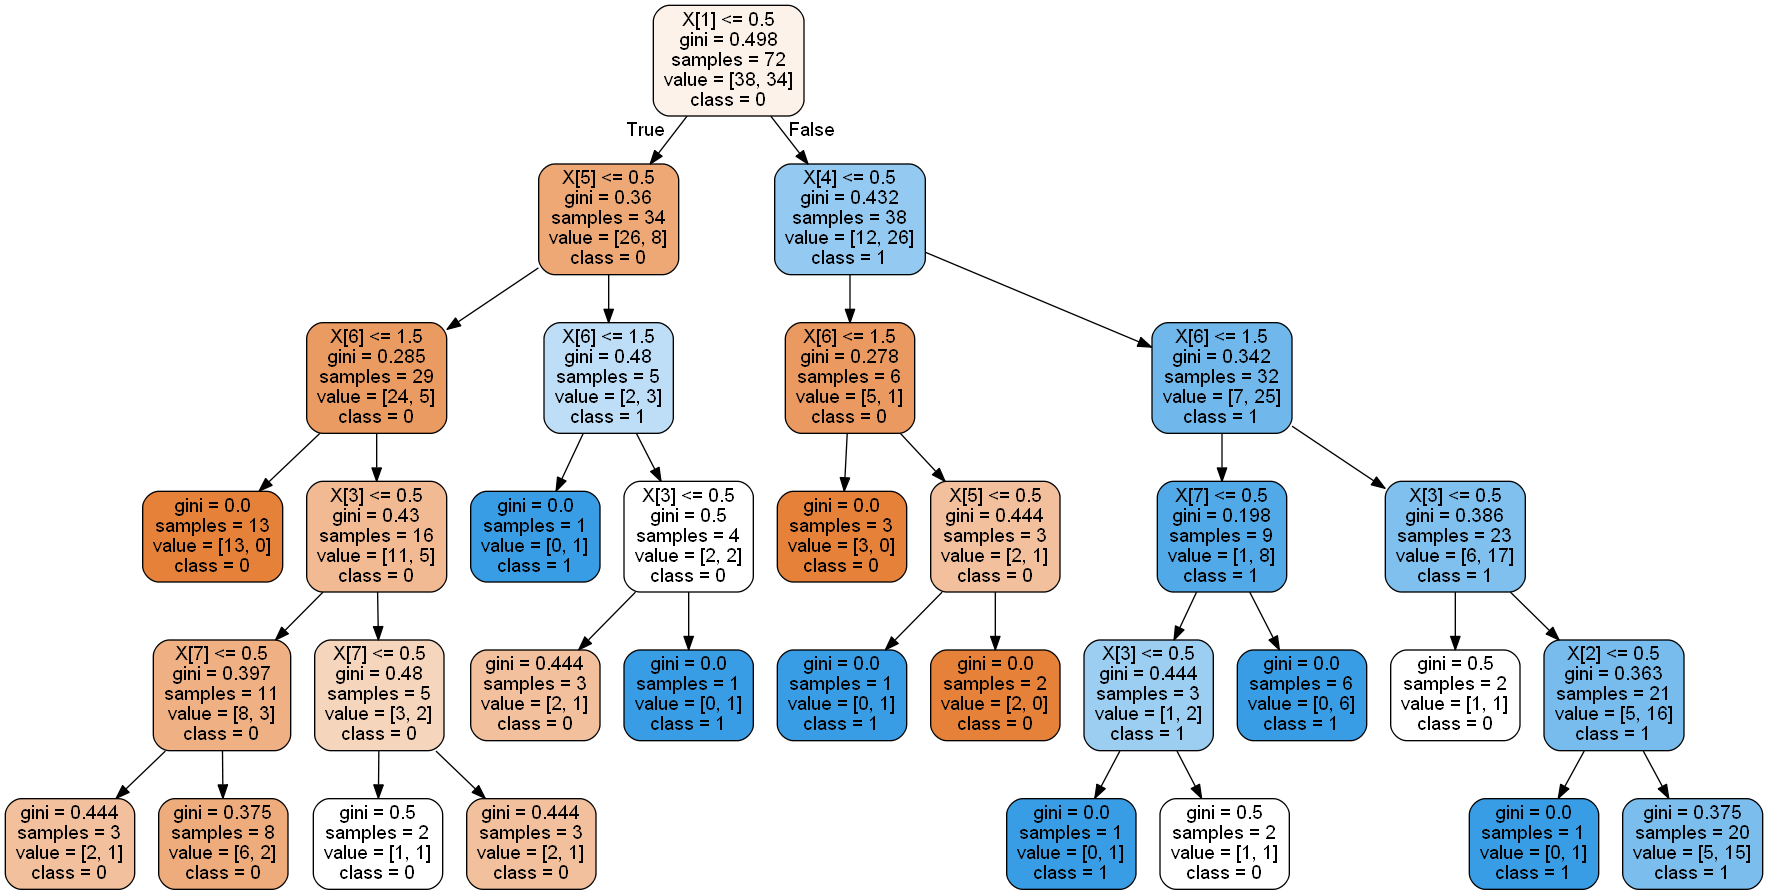 X[1] <= 0.5
gini = 0.498
samples = 72
value = [38, 34]
class = 0
True
False
X[5] <= 0.5
gini = 0.36
samples = 34
value = [26, 8]
class = 0
X[4] <= 0.5
gini = 0.432
samples = 38
value = [12, 26]
class = 1
X[6] <= 1.5
gini = 0.285
samples = 29
value = [24, 5]
class = 0
X[6] <= 1.5
gini = 0.48
samples = 5
value = [2, 3]
class = 1
X[6] <= 1.5
gini = 0.278
samples = 6
value = [5, 1]
class = 0
X[6] <= 1.5
gini = 0.342
samples = 32
value = [7, 25]
class = 1
gini = 0.0
samples = 13
value = [13, 0]
class = 0
X[3] <= 0.5
gini = 0.43
samples = 16
value = [11, 5]
class = 0
gini = 0.0
samples = 1
value = [0, 1]
class = 1
X[3] <= 0.5
gini = 0.5
samples = 4
value = [2, 2]
class = 0
gini = 0.0
samples = 3
value = [3, 0]
class = 0
X[5] <= 0.5
gini = 0.444
samples = 3
value = [2, 1]
class = 0
X[7] <= 0.5
gini = 0.198
samples = 9
value = [1, 8]
class = 1
X[3] <= 0.5
gini = 0.386
samples = 23
value = [6, 17]
class = 1
X[7] <= 0.5
gini = 0.397
samples = 11
value = [8, 3]
class = 0
X[7] <= 0.5
gini = 0.48
samples = 5
value = [3, 2]
class = 0
gini = 0.444
samples = 3
value = [2, 1]
class = 0
gini = 0.0
samples = 1
value = [0, 1]
class = 1
gini = 0.0
samples = 1
value = [0, 1]
class = 1
gini = 0.0
samples = 2
value = [2, 0]
class = 0
X[3] <= 0.5
gini = 0.444
samples = 3
value = [1, 2]
class = 1
gini = 0.0
samples = 6
value = [0, 6]
class = 1
gini = 0.5
samples = 2
value = [1, 1]
class = 0
X[2] <= 0.5
gini = 0.363
samples = 21
value = [5, 16]
class = 1
gini = 0.444
samples = 3
value = [2, 1]
class = 0
gini = 0.375
samples = 8
value = [6, 2]
class = 0
gini = 0.5
samples = 2
value = [1, 1]
class = 0
gini = 0.444
samples = 3
value = [2, 1]
class = 0
gini = 0.0
samples = 1
value = [0, 1]
class = 1
gini = 0.5
samples = 2
value = [1, 1]
class = 0
gini = 0.0
samples = 1
value = [0, 1]
class = 1
gini = 0.375
samples = 20
value = [5, 15]
class = 1